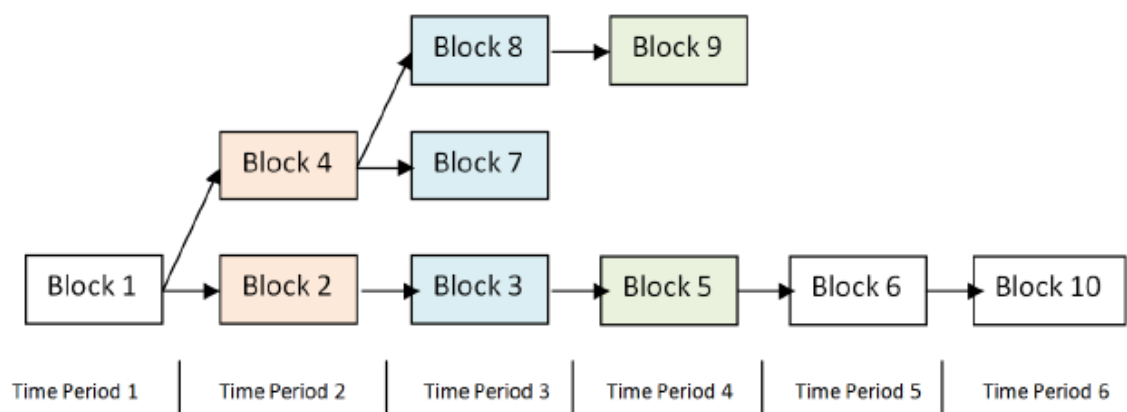 Block 8
Block 9
Block 4
Block 7
Block 1
Block 2
Block 3
Block 5
Block 6
Block 10
Time Period 1
Time Period 2
Time Period 3
Time Period 4
Time Period 5
Time Period 6